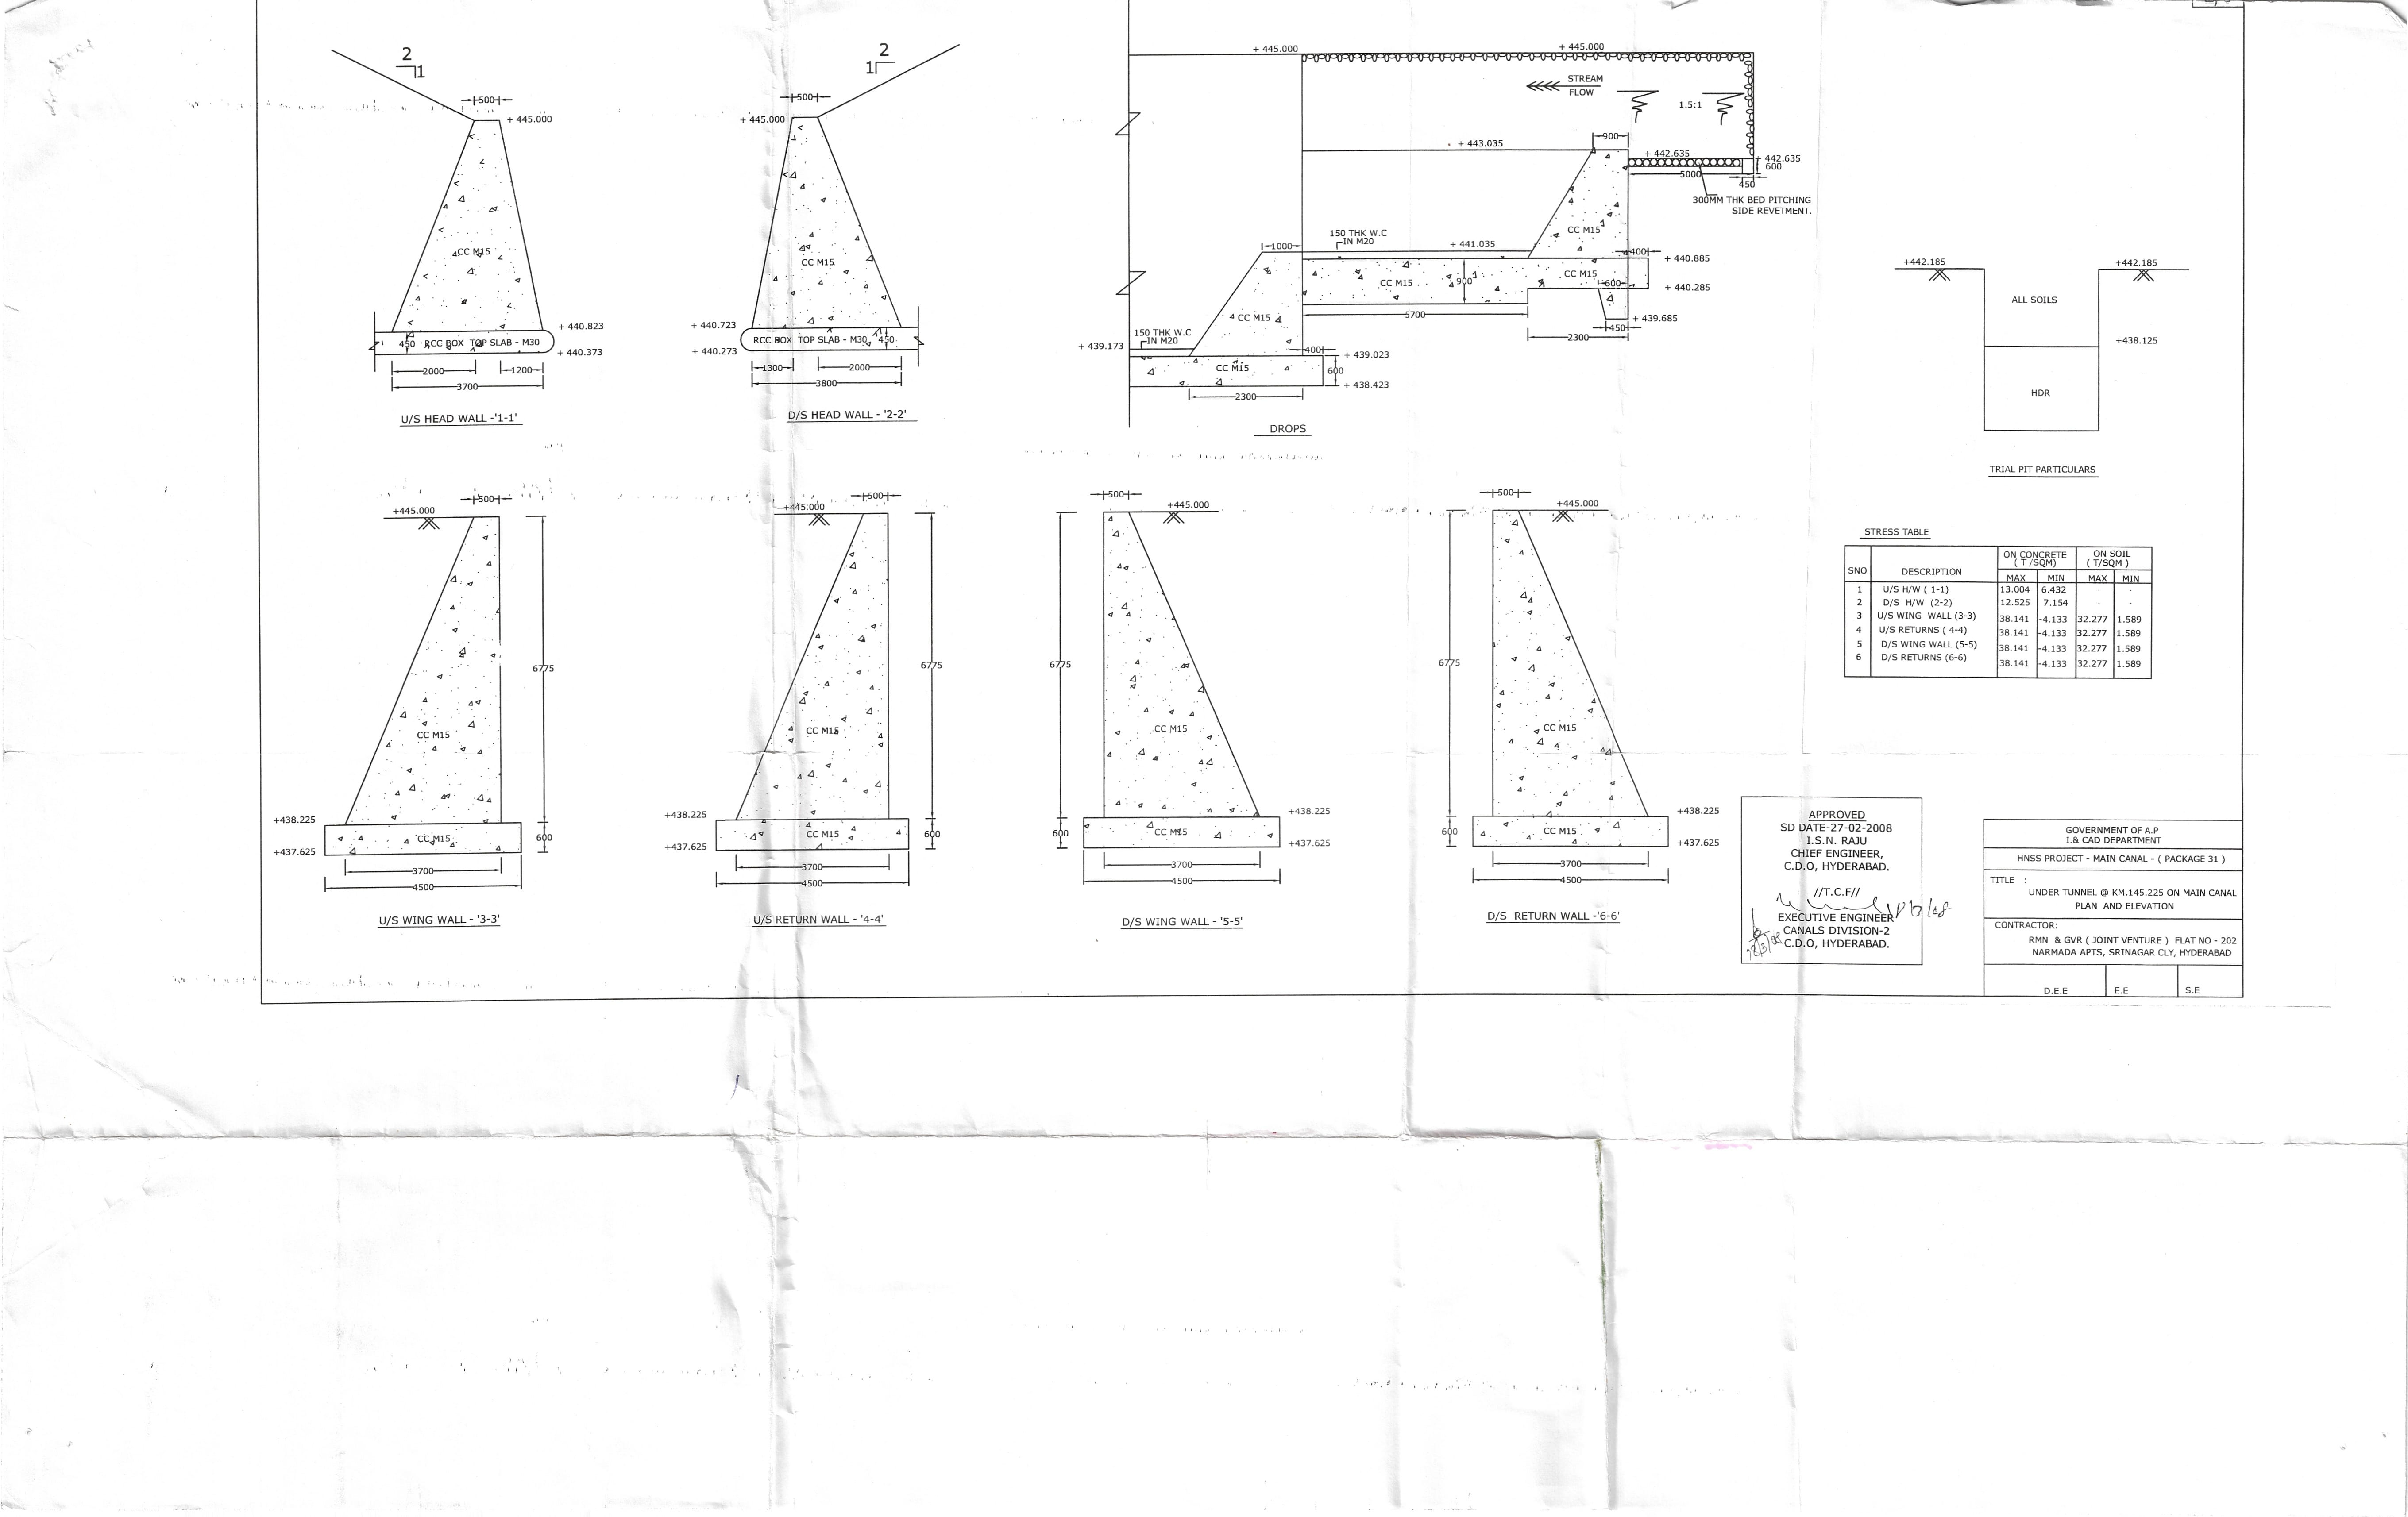 2
1
500
+ 445.000
CC M15
450
RCC BOX TOP SLAB - M30
+ 440.823
+ 440.373
2000
1200
3700
U/S HEAD WALL -'1-1'
2
1
500
+ 445.000
CC M15
+ 440.723
+ 440.273
RCC BOX TOP SLAB - M30
450
1300
2000
3800
D/S HEAD WALL - '2-2'
+ 445.000
+ 445.000
STREAM
FLOW
1.5:1
900
+ 443.035
+ 442.635
+ 442.635
600
5000
450
300MM THK BED PITCHING
SIDE REVETMENT.
CC M15
1000
150 THK W.C
IN M20
+ 441.035
400
+ 440.885
CC M15
900
CC M15
600
+ 440.285
5700
+ 439.685
450
2300
CC M15
150 THK W.C
IN M20
+ 439.173
400
+ 439.023
CC M15
600
+ 438.423
2300
DROPS
+442.185
+442.185
ALL SOILS
+438.125
HDR
TRIAL PIT PARTICULARS
500
+445.000
6775
CC M15
+438.225
CC M15
600
+437.625
3700
4500
U/S WING WALL - '3-3'
500
+445.000
6775
CC M15
+438.225
CC M15
600
+437.625
3700
4500
U/S RETURN WALL - '4-4'
500
+445.000
6775
CC M15
+438.225
600
CC M15
+437.625
3700
4500
D/S WING WALL - '5-5'
500
+445.000
6775
CC M15
+438.225
600
CC M15
+437.625
3700
4500
D/S RETURN WALL -'6-6'
STRESS TABLE
SNO DESCRIPTION ON CONCRETE ( T /SQM) ON SOIL ( T/SQM )
MAX MIN MAX MIN
1 U/S H/W ( 1-1) 13.004 6.432 - -
2 D/S H/W (2-2) 12.525 7.154 - -
3 U/S WING WALL (3-3) 38.141 -4.133 32.277 1.589
4 U/S RETURNS ( 4-4) 38.141 -4.133 32.277 1.589
5 D/S WING WALL (5-5) 38.141 -4.133 32.277 1.589
6 D/S RETURNS (6-6) 38.141 -4.133 32.277 1.589
APPROVED
SD DATE-27-02-2008
I.S.N. RAJU
CHIEF ENGINEER,
C.D.O, HYDERABAD.
//T.C.F//
EXECUTIVE ENGINEER
CANALS DIVISION-2
C.D.O, HYDERABAD.
GOVERNMENT OF A.P
I.& CAD DEPARTMENT
HNSS PROJECT - MAIN CANAL - ( PACKAGE 31 )
TITLE :
UNDER TUNNEL @ KM.145.225 ON MAIN CANAL
PLAN AND ELEVATION
CONTRACTOR:
RMN & GVR ( JOINT VENTURE ) FLAT NO - 202
NARMADA APTS, SRINAGAR CLY, HYDERABAD
D.E.E E.E S.E